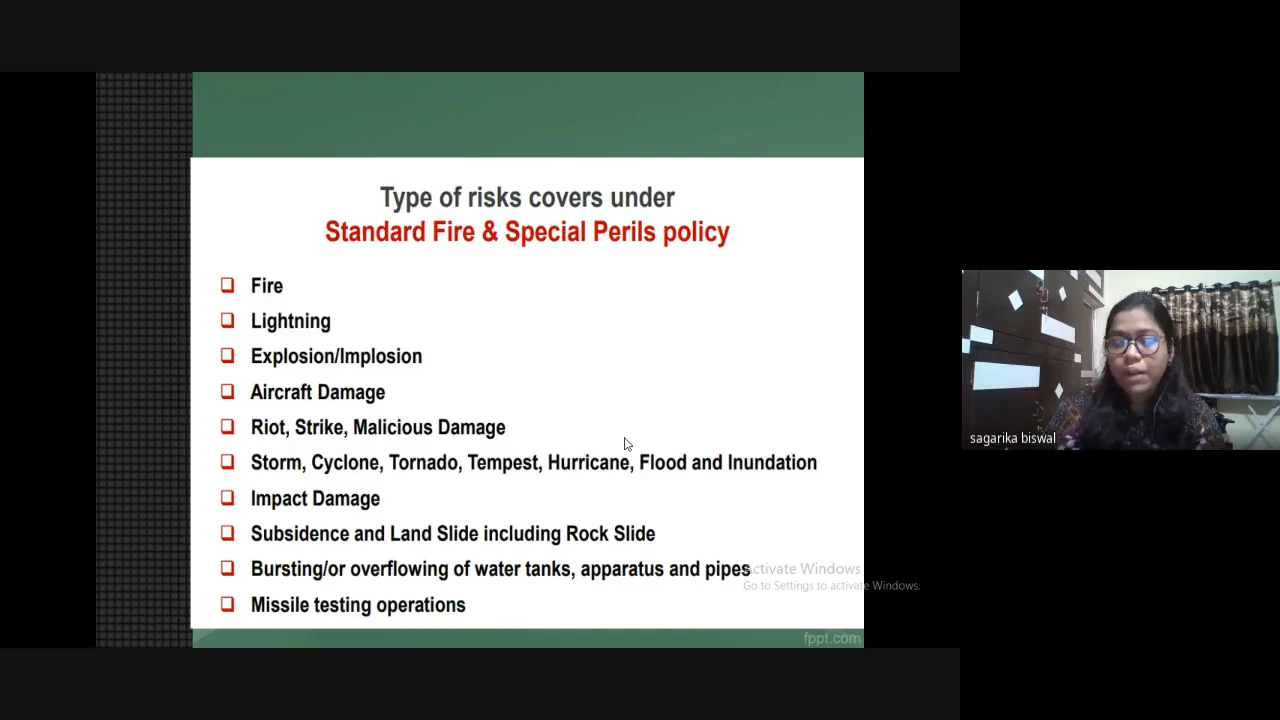 Type of risks covers under
Standard Fire & Special Perils policy
Fire
Lightning
Explosion/Implosion
Aircraft Damage
Riot, Strike, Malicious Damage
Storm, Cyclone, Tornado, Tempest, Hurricane, Flood and Inundation
Impact Damage
Subsidence and Land Slide including Rock Slide
Bursting/or overflowing of water tanks, apparatus and pipes
Missile testing operations
Activate Windows
Go to Settings to activate Windows.
fppt.com
sagarika biswal